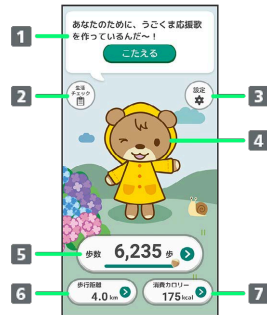 あなたのために、うごくま応援歌
を作っているんだ〜！
こたえる
1
2
生活
チェック
設定
3
4
5
歩数 6,235 歩
6
歩行距離
4.0 km
消費カロリー
175 kcal
7